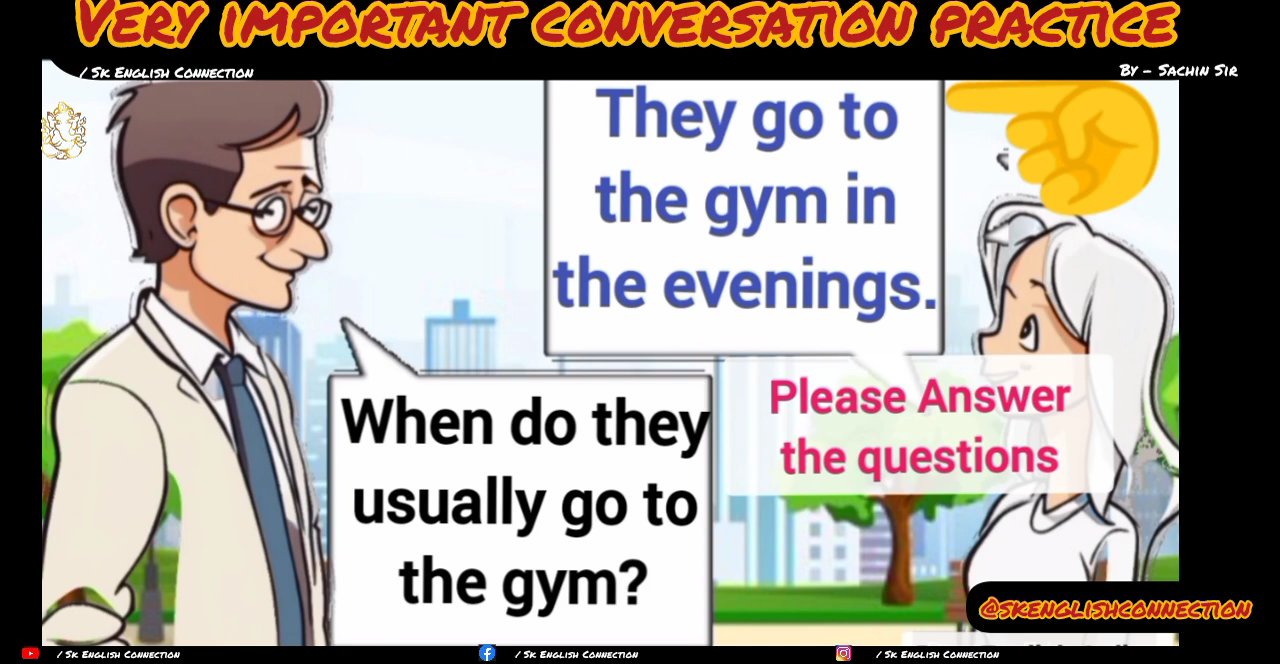 Very important conversation practice
/ Sk English Connection
By - Sachin Sir
They go to
the gym in
the evenings.
When do they
usually go to
the gym?
Please Answer
the questions
@skenglishconnection
/ Sk English Connection
/ Sk English Connection
/ Sk English Connection